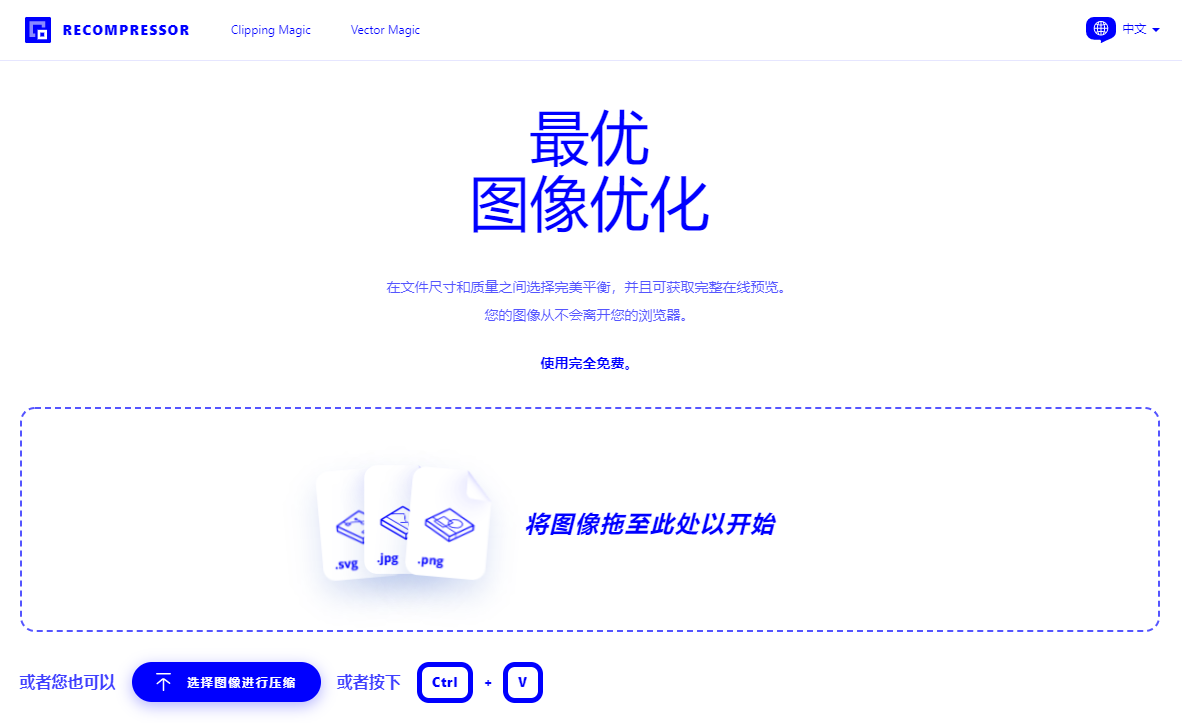 RECOMPRESSOR Clipping Magic Vector Magic 中文
最优
图像优化
在文件尺寸和质量之间选择完美平衡，并且可获取完整在线预览。
您的图像从不会离开您的浏览器。
使用完全免费。
将图像拖至此处以开始
.svg .jpg .png
或者您也可以 选择图像进行压缩 或者按下 Ctrl + V